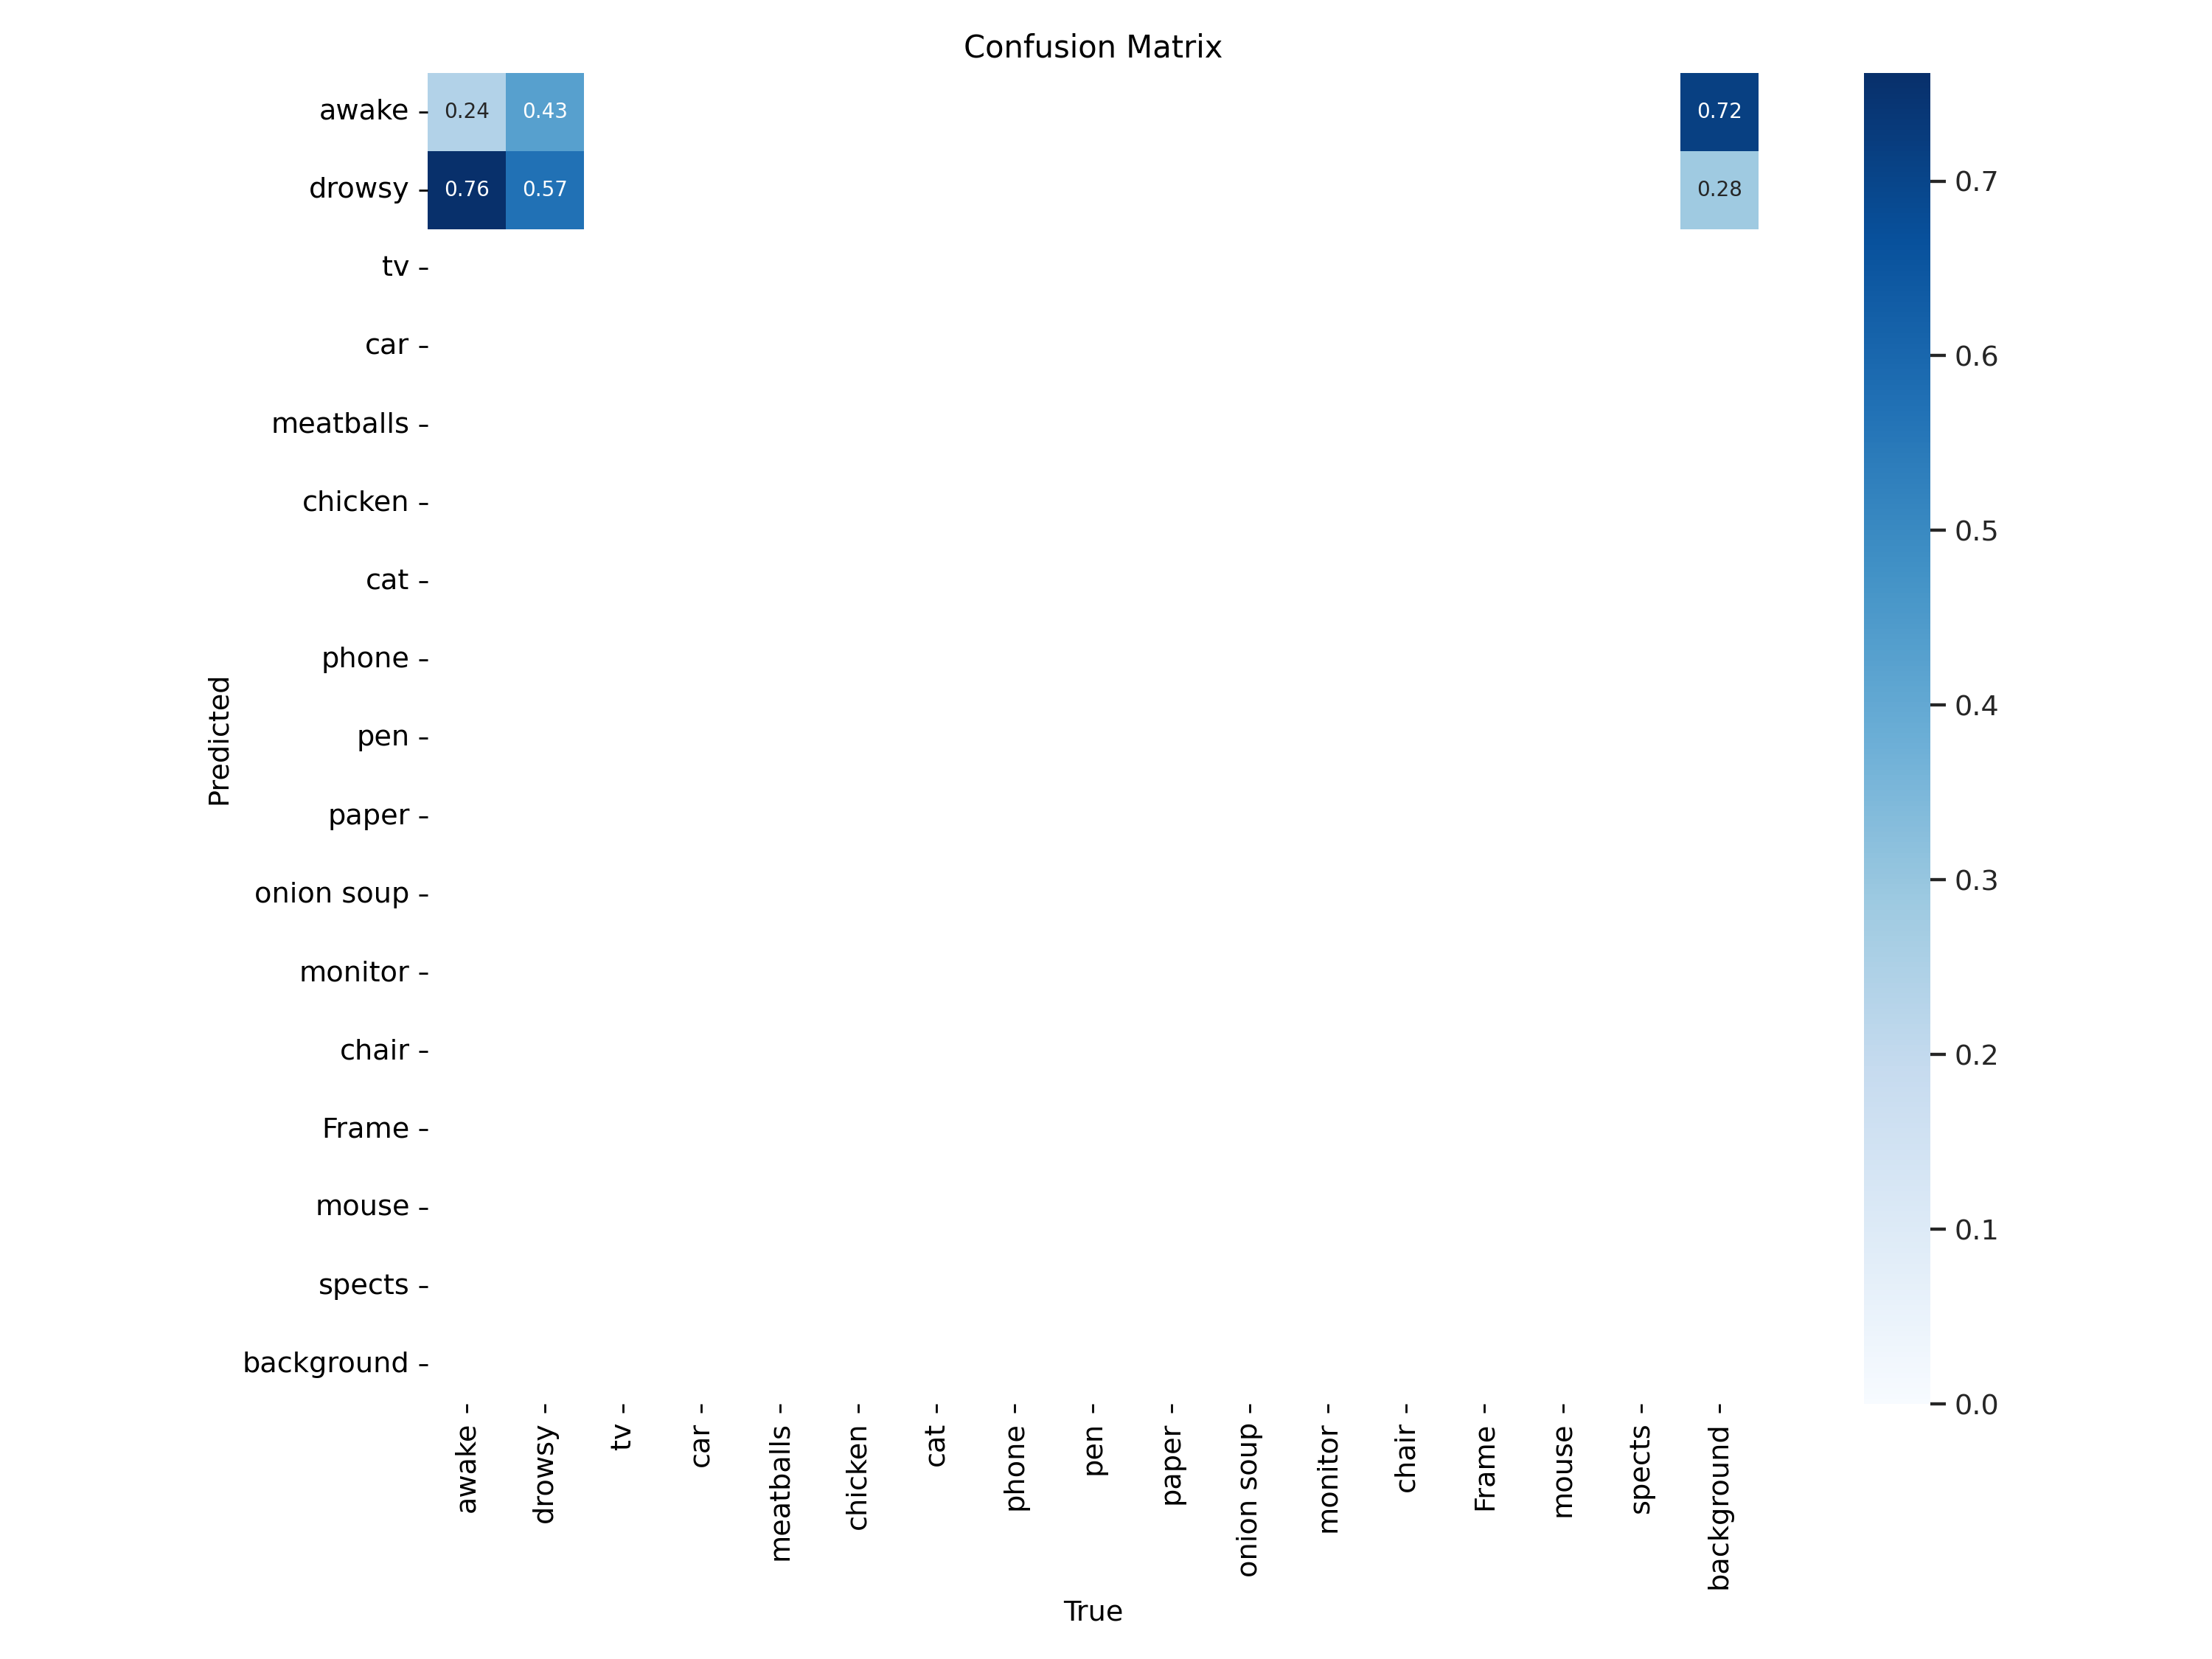 Confusion Matrix
awake
0.24
0.43
0.72
drowsy
0.76
0.57
0.28
tv
car
meatballs
chicken
cat
phone
pen
paper
onion soup
monitor
chair
Frame
mouse
spects
background
Predicted
awake
drowsy
tv
car
meatballs
chicken
cat
phone
pen
paper
onion soup
monitor
chair
Frame
mouse
spects
background
True
0.7
0.6
0.5
0.4
0.3
0.2
0.1
0.0